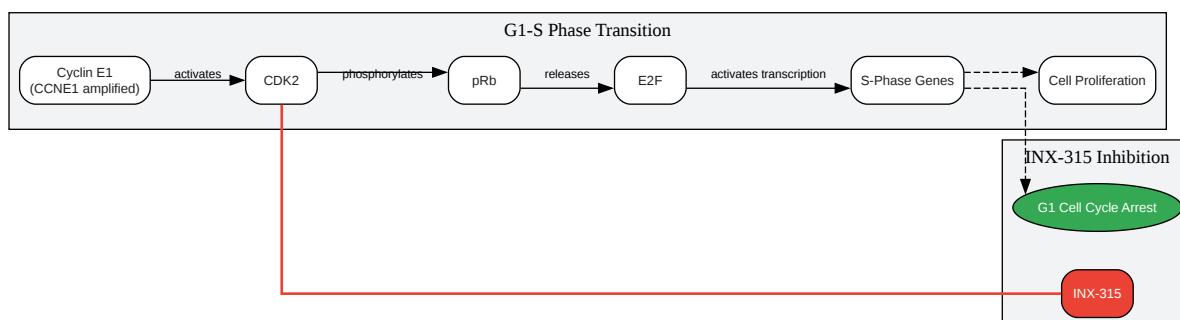 G1-S Phase Transition
Cyclin E1
(CCNE1 amplified)
activates
CDK2
phosphorylates
pRb
releases
E2F
activates transcription
S-Phase Genes
Cell Proliferation
INX-315 Inhibition
G1 Cell Cycle Arrest
INX-315